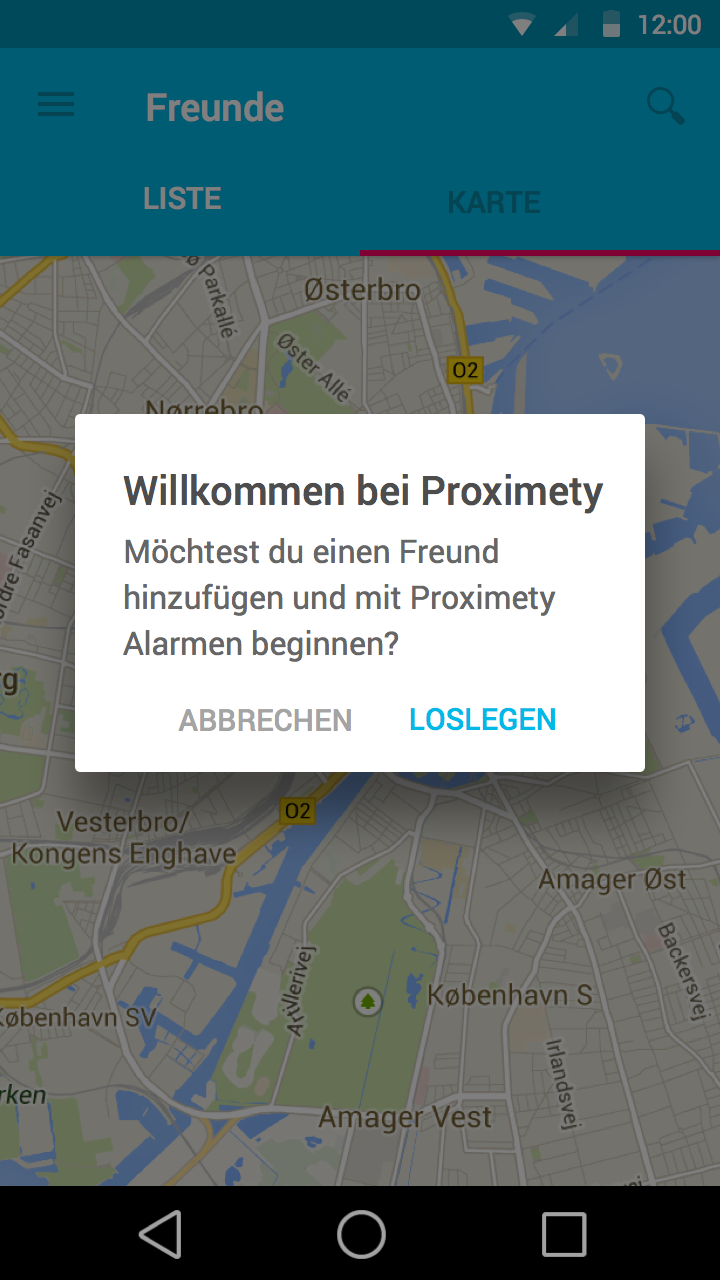 12:00
Freunde
LISTE
KARTE
ø Parkallé
Østerbro
Øster Allé
O2
Nørrebro
ordre Fasanvej
Willkommen bei Proximety
Möchtest du einen Freund
hinzufügen und mit Proximety
Alarmen beginnen?
rg
ABBRECHEN
LOSLEGEN
O2
Vesterbro/
Kongens Enghave
Amager Øst
Backersvej
Artillerivej
København S
København SV
Irlandsvej
rken
Amager Vest